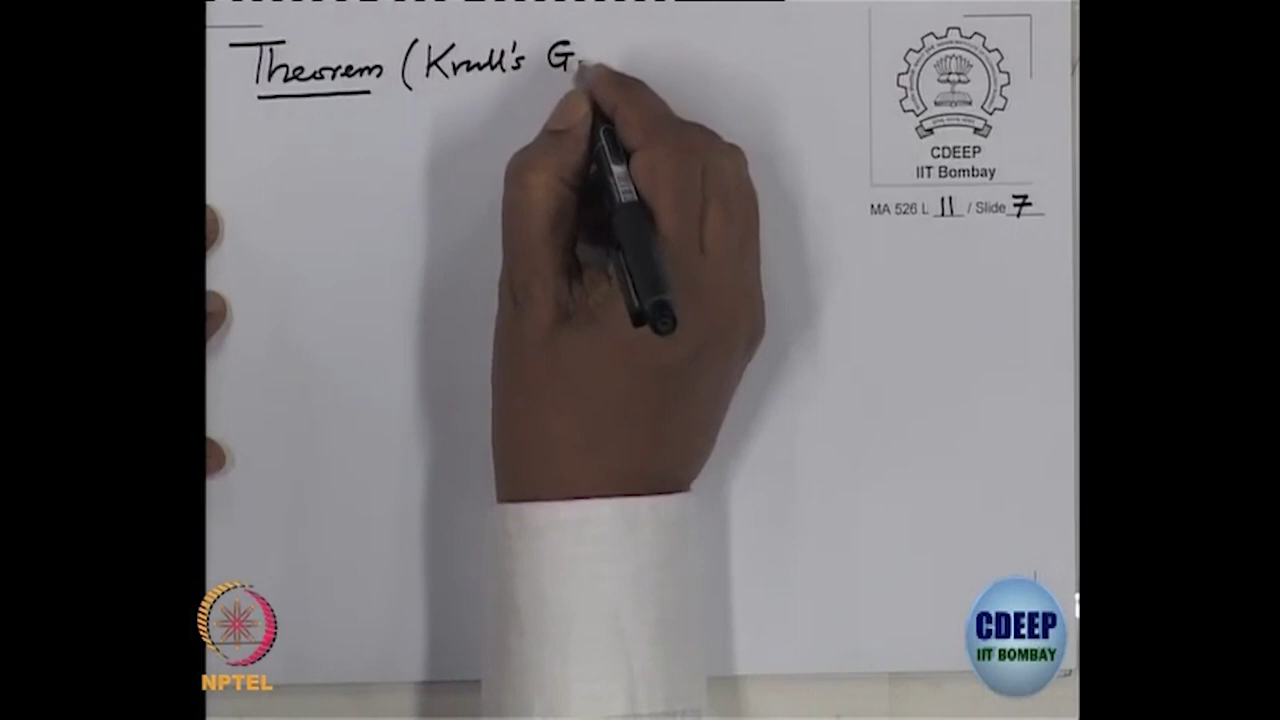 Theorem (Krull's G
CDEEP
IIT Bombay
MA 526 L 11 / Slide 7
NPTEL
CDEEP
IIT BOMBAY